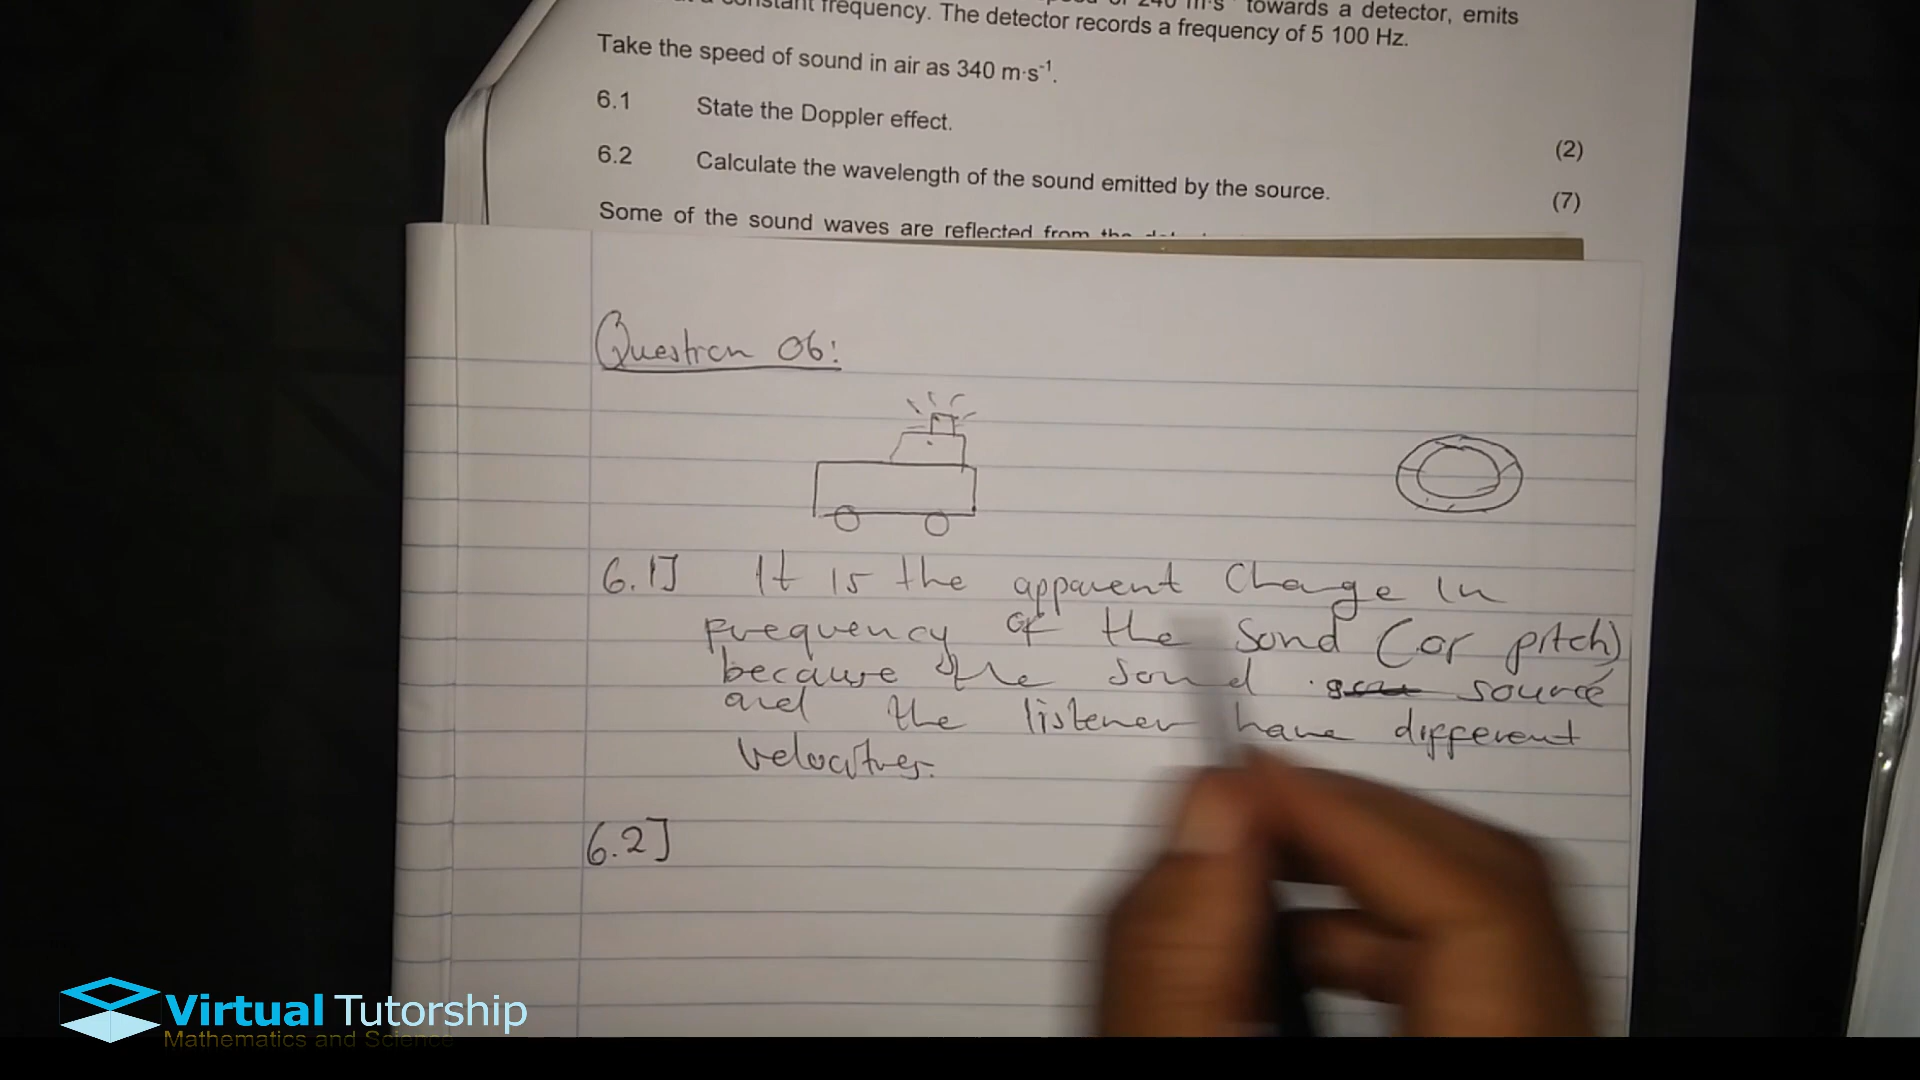 a constant frequency. The detector records a frequency of 5 100 Hz.
240 m·s towards a detector, emits
Take the speed of sound in air as 340 m·s⁻¹.
6.1 State the Doppler effect. (2)
6.2 Calculate the wavelength of the sound emitted by the source. (7)
Some of the sound waves are reflected from the
Question 06:
6.1] It is the apparent change in
frequency of the sond (or pitch)
because the sond source
and the listener have different
velocities.
6.2]
Virtual Tutorship
Mathematics and Science